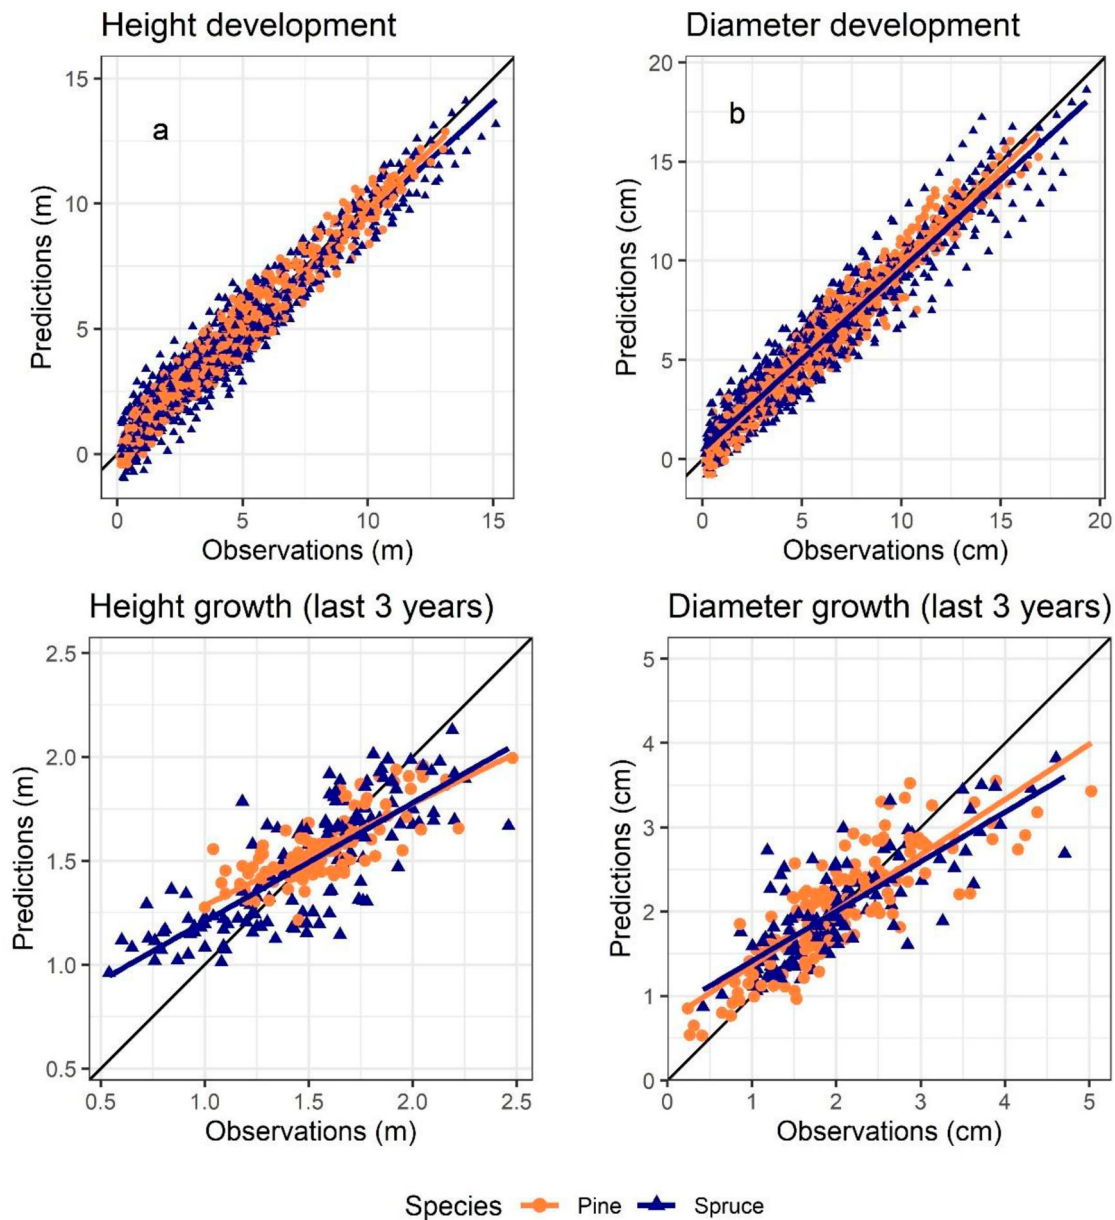 Height development
Diameter development
15
10
5
0
Predictions (m)
a
0
5
10
15
Observations (m)
20
15
10
5
0
Predictions (cm)
b
0
5
10
15
20
Observations (cm)
Height growth (last 3 years)
Diameter growth (last 3 years)
2.5
2.0
1.5
1.0
0.5
Predictions (m)
0.5
1.0
1.5
2.0
2.5
Observations (m)
5
4
3
2
1
0
Predictions (cm)
0
1
2
3
4
5
Observations (cm)
Species Pine Spruce